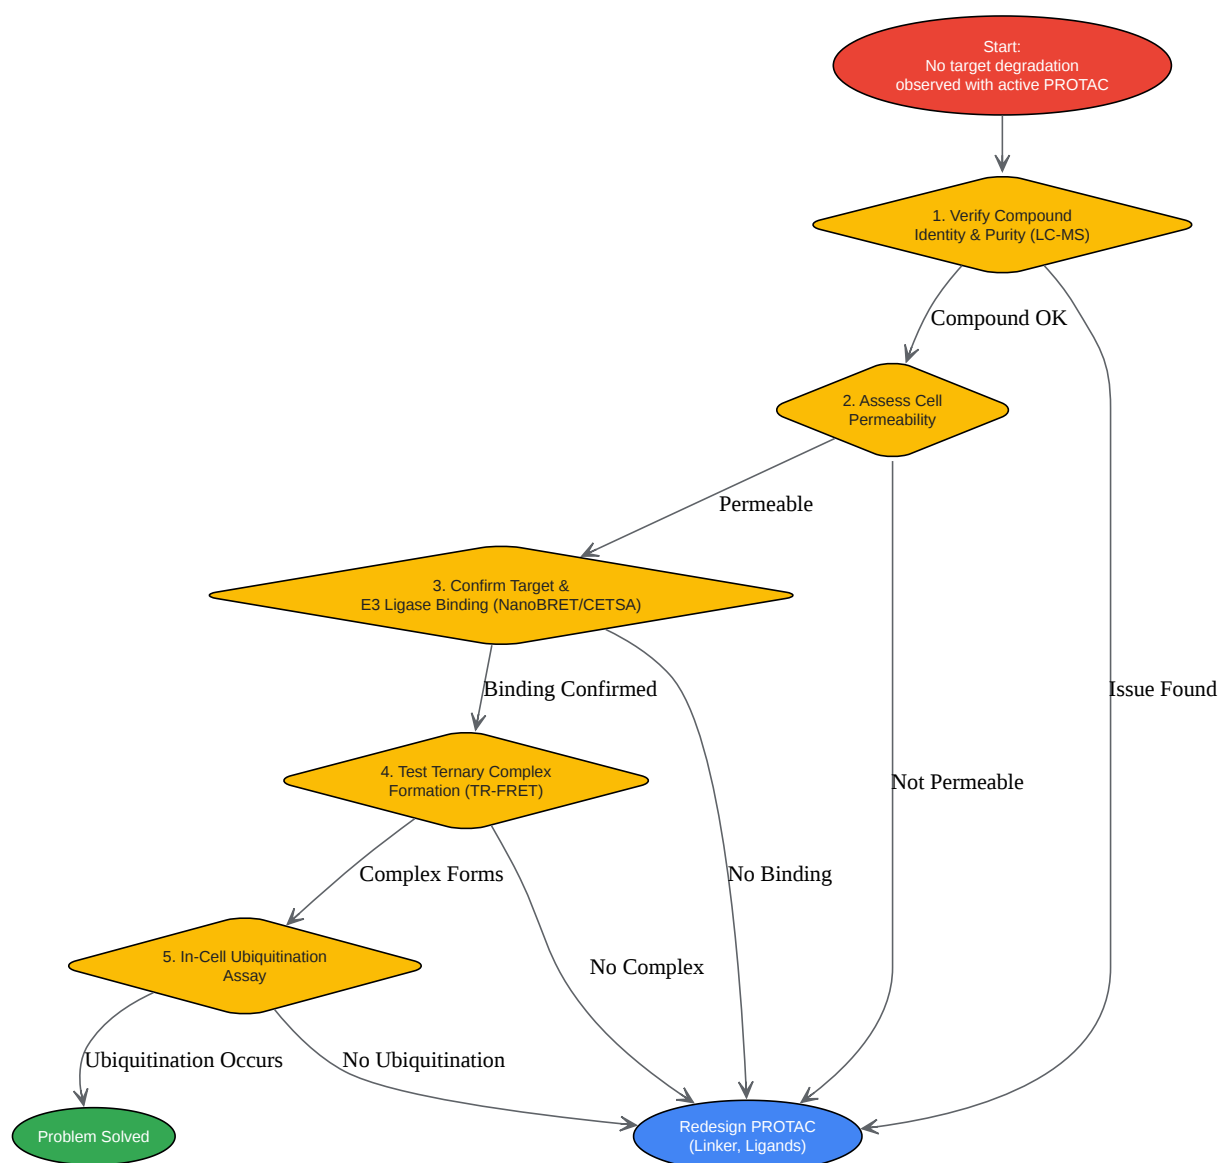 Start:
No target degradation
observed with active PROTAC
1. Verify Compound
Identity & Purity (LC-MS)
Compound OK
2. Assess Cell
Permeability
Permeable
3. Confirm Target &
E3 Ligase Binding (NanoBRET/CETSA)
Binding Confirmed
Issue Found
4. Test Ternary Complex
Formation (TR-FRET)
Not Permeable
Complex Forms
No Binding
5. In-Cell Ubiquitination
Assay
No Complex
Ubiquitination Occurs
No Ubiquitination
Problem Solved
Redesign PROTAC
(Linker, Ligands)